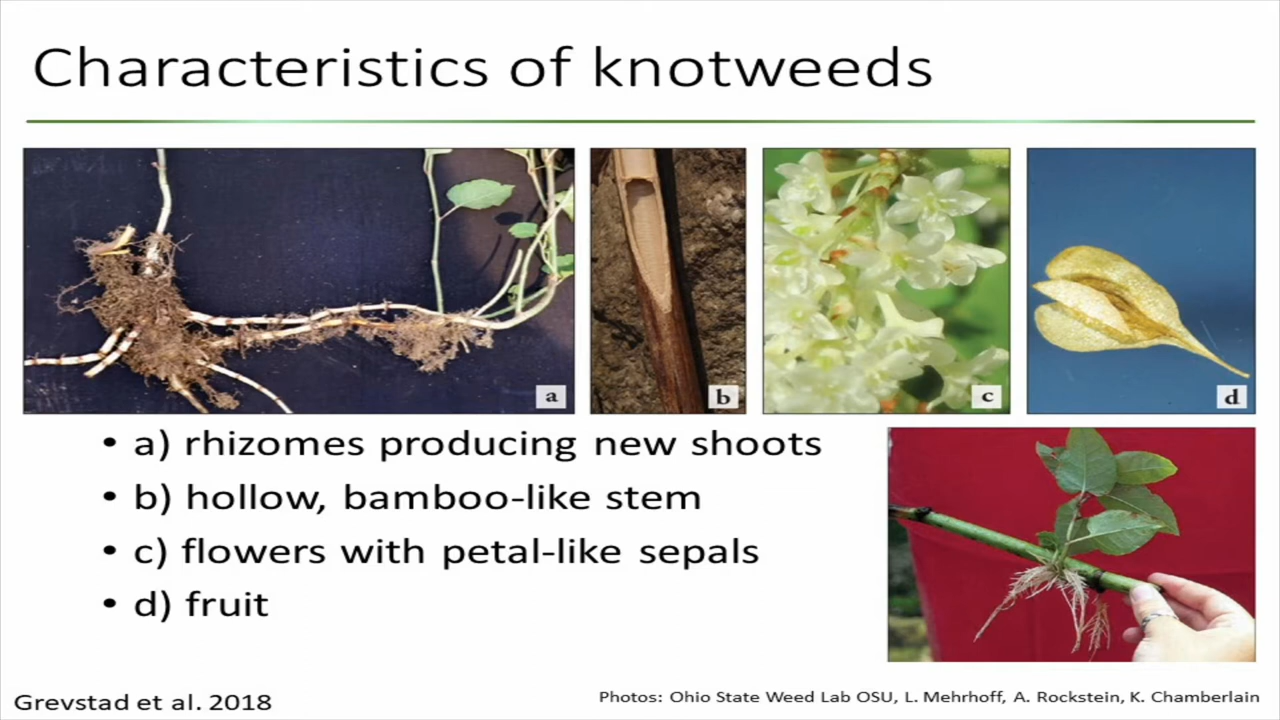 Characteristics of knotweeds
a
b
c
d
• a) rhizomes producing new shoots
• b) hollow, bamboo-like stem
• c) flowers with petal-like sepals
• d) fruit
Grevstad et al. 2018
Photos: Ohio State Weed Lab OSU, L. Mehrhoff, A. Rockstein, K. Chamberlain